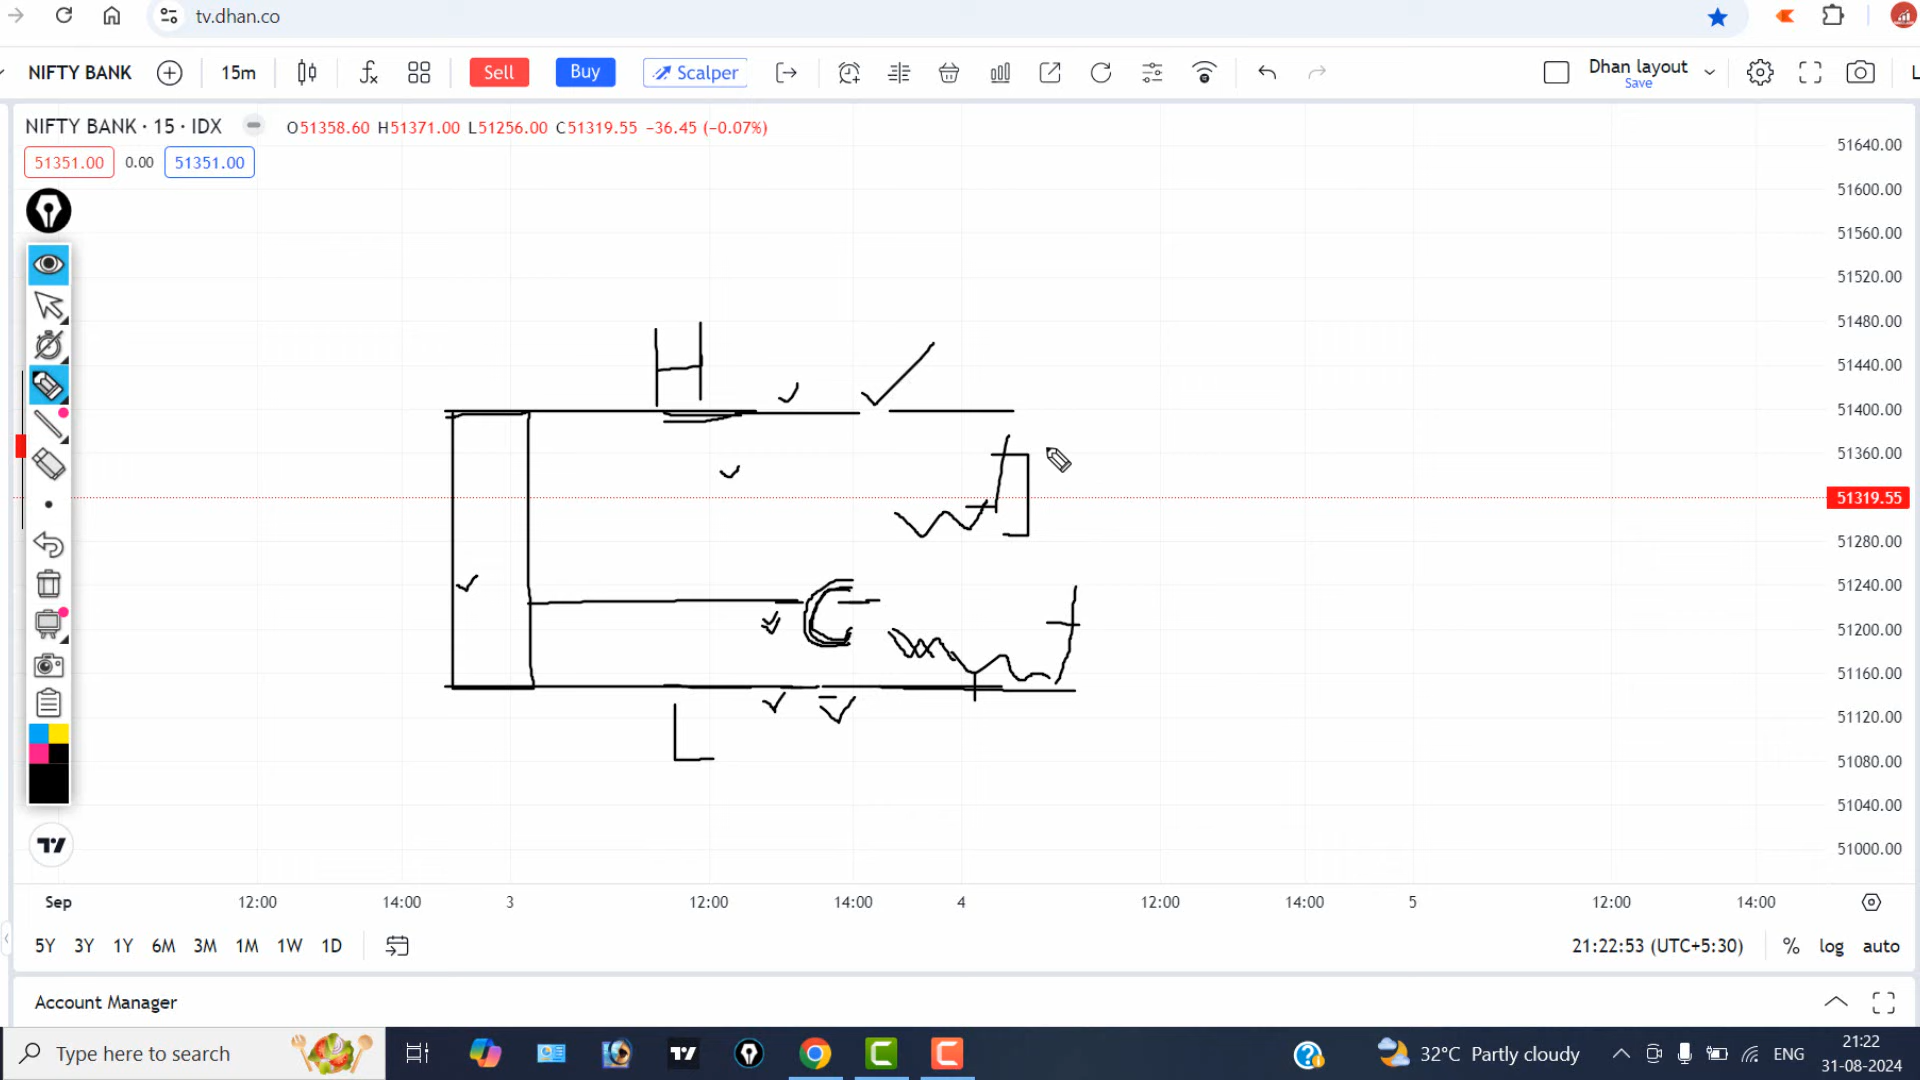 tv.dhan.co
NIFTY BANK 15m Sell Buy Scalper Dhan layout
Save
NIFTY BANK · 15 · IDX O51358.60 H51371.00 L51256.00 C51319.55 −36.45 (−0.07%)
51351.00 0.00 51351.00
51640.00
51600.00
51560.00
51520.00
51480.00
51440.00
51400.00
51360.00
51319.55
51280.00
51240.00
51200.00
51160.00
51120.00
51080.00
51040.00
51000.00
H
C
L
Sep 12:00 14:00 3 12:00 14:00 4 12:00 14:00 5 12:00 14:00
5Y 3Y 1Y 6M 3M 1M 1W 1D 21:22:53 (UTC+5:30) % log auto
Account Manager
Type here to search 32°C Partly cloudy ENG 21:22
31-08-2024